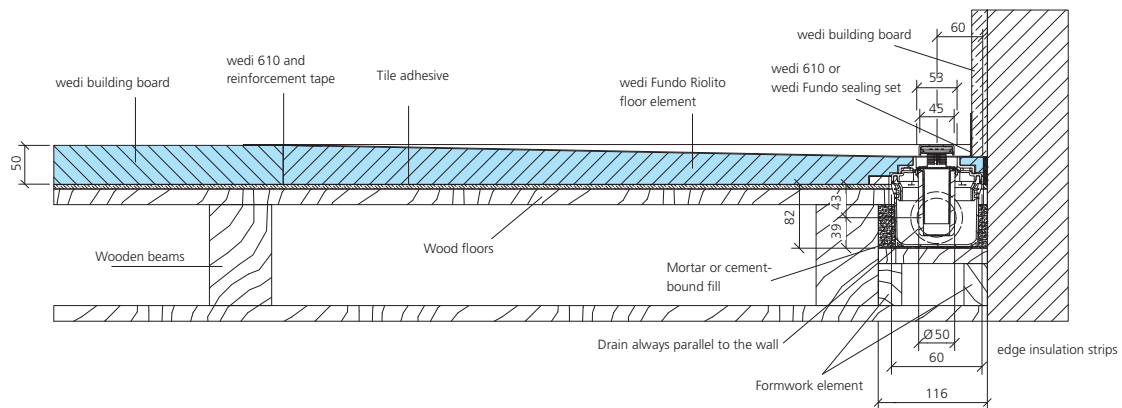 60
wedi building board
wedi 610 and
reinforcement tape
Tile adhesive
wedi building board
wedi Fundo Riolito
floor element
wedi 610 or
wedi Fundo sealing set
53
45
50
43
82
39
Wood floors
Wooden beams
Mortar or cement-
bound fill
Drain always parallel to the wall
Ø 50
edge insulation strips
60
Formwork element
116